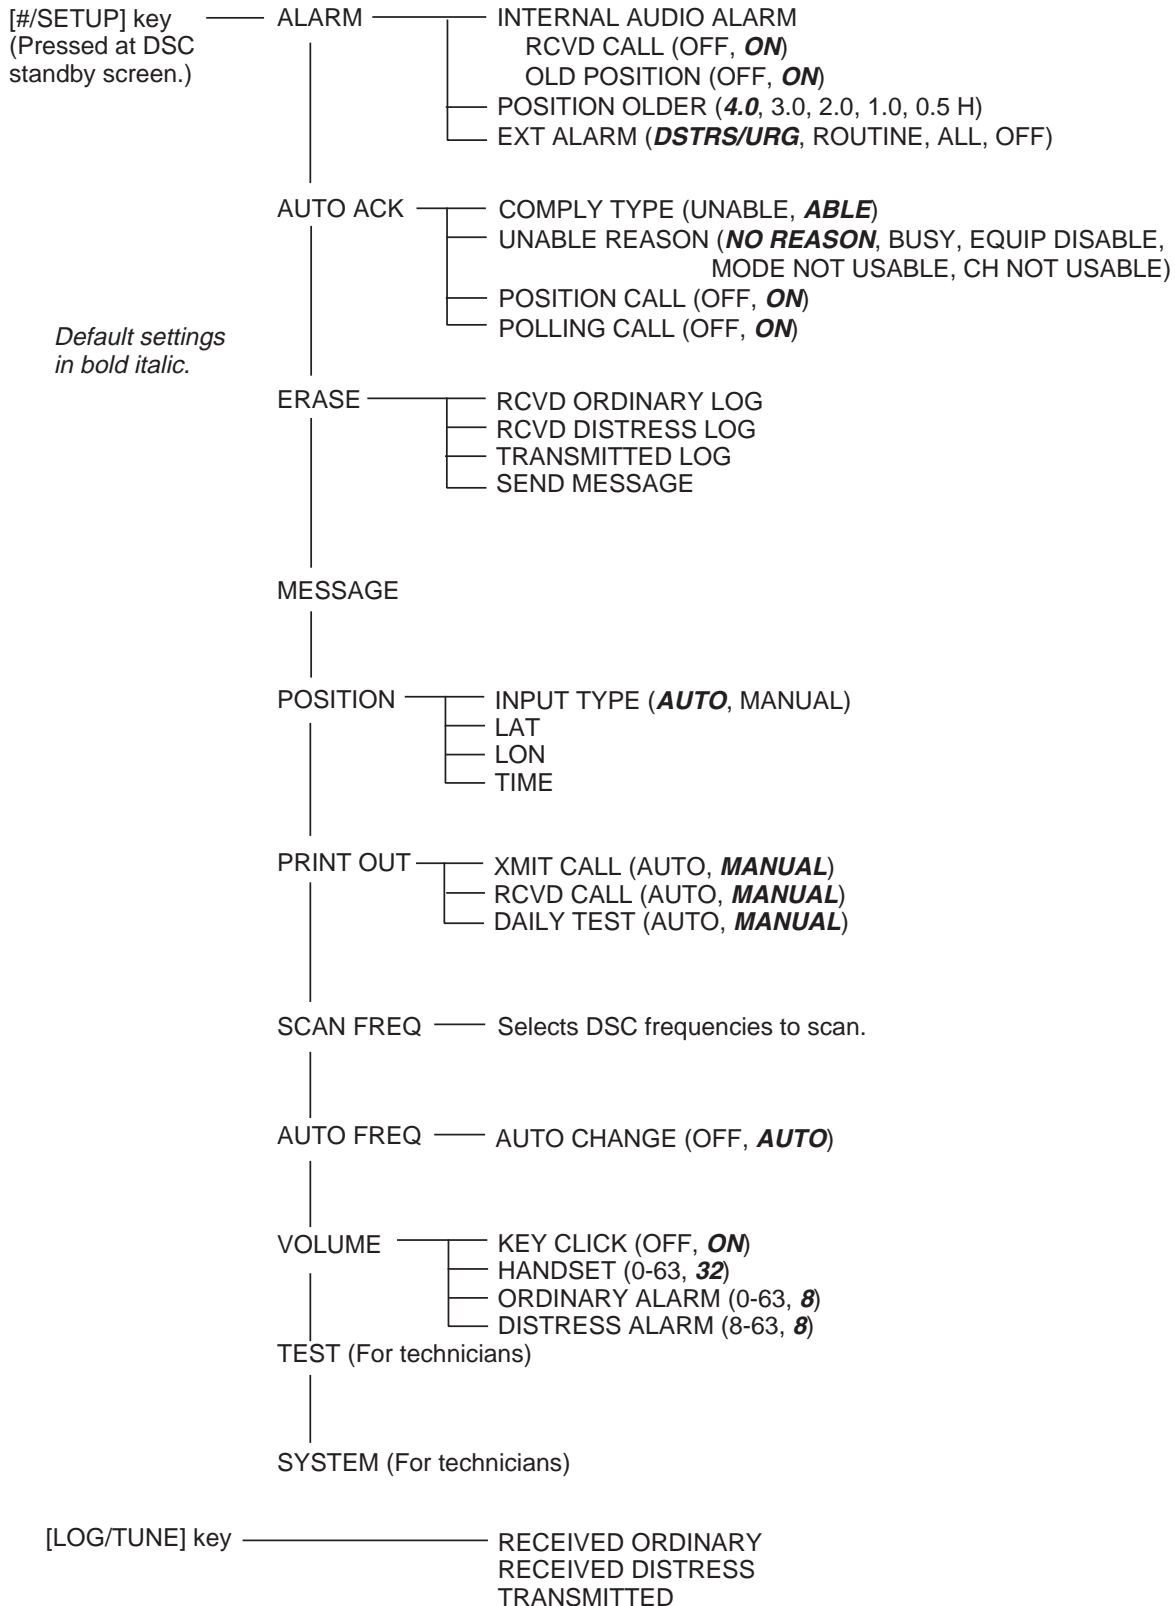 [#/SETUP] key
(Pressed at DSC
standby screen.)
ALARM
INTERNAL AUDIO ALARM
RCVD CALL (OFF, ON)
OLD POSITION (OFF, ON)
POSITION OLDER (4.0, 3.0, 2.0, 1.0, 0.5 H)
EXT ALARM (DSTRS/URG, ROUTINE, ALL, OFF)
AUTO ACK
COMPLY TYPE (UNABLE, ABLE)
UNABLE REASON (NO REASON, BUSY, EQUIP DISABLE,
MODE NOT USABLE, CH NOT USABLE)
POSITION CALL (OFF, ON)
POLLING CALL (OFF, ON)
Default settings
in bold italic.
ERASE
RCVD ORDINARY LOG
RCVD DISTRESS LOG
TRANSMITTED LOG
SEND MESSAGE
MESSAGE
POSITION
INPUT TYPE (AUTO, MANUAL)
LAT
LON
TIME
PRINT OUT
XMIT CALL (AUTO, MANUAL)
RCVD CALL (AUTO, MANUAL)
DAILY TEST (AUTO, MANUAL)
SCAN FREQ
Selects DSC frequencies to scan.
AUTO FREQ
AUTO CHANGE (OFF, AUTO)
VOLUME
KEY CLICK (OFF, ON)
HANDSET (0-63, 32)
ORDINARY ALARM (0-63, 8)
DISTRESS ALARM (8-63, 8)
TEST (For technicians)
SYSTEM (For technicians)
[LOG/TUNE] key
RECEIVED ORDINARY
RECEIVED DISTRESS
TRANSMITTED